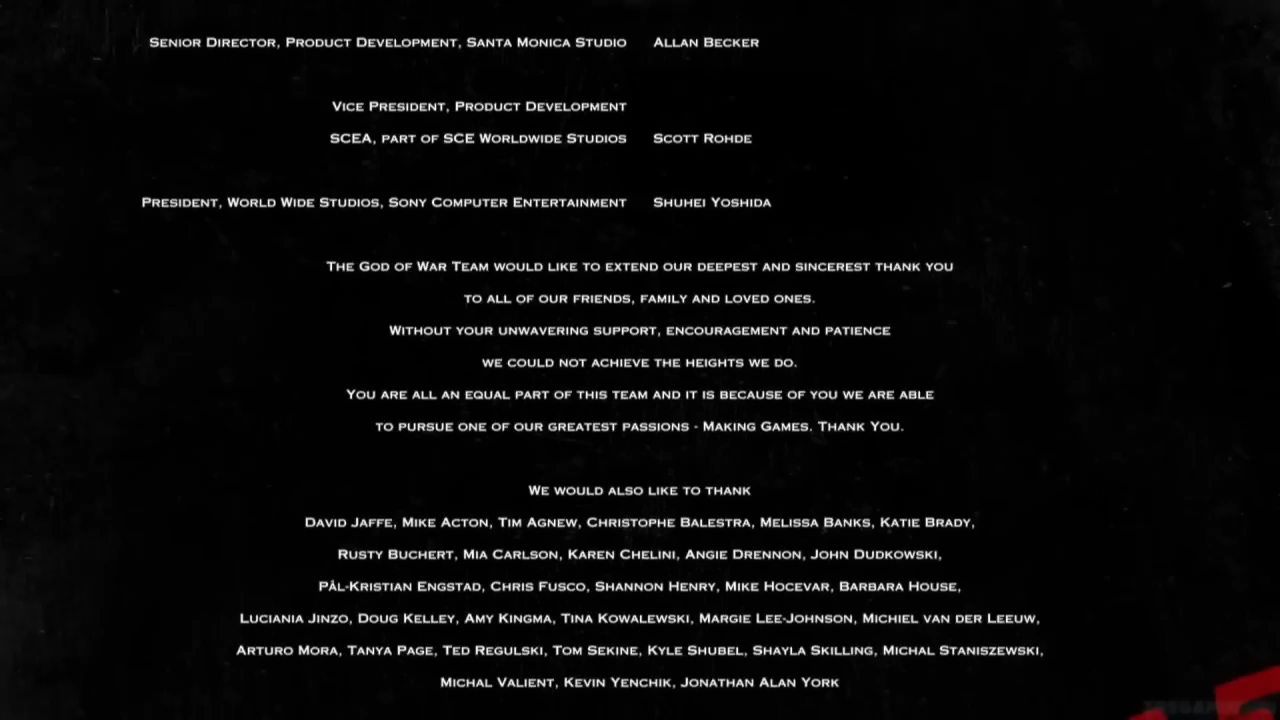 Senior Director, Product Development, Santa Monica Studio Allan Becker
Vice President, Product Development
SCEA, part of SCE Worldwide Studios Scott Rohde
President, World Wide Studios, Sony Computer Entertainment Shuhei Yoshida
The God of War Team would like to extend our deepest and sincerest thank you
to all of our friends, family and loved ones.
Without your unwavering support, encouragement and patience
we could not achieve the heights we do.
You are all an equal part of this team and it is because of you we are able
to pursue one of our greatest passions - Making Games. Thank You.
We would also like to thank
David Jaffe, Mike Acton, Tim Agnew, Christophe Balestra, Melissa Banks, Katie Brady,
Rusty Buchert, Mia Carlson, Karen Chelini, Angie Drennon, John Dudkowski,
Pål-Kristian Engstad, Chris Fusco, Shannon Henry, Mike Hocevar, Barbara House,
Luciania Jinzo, Doug Kelley, Amy Kingma, Tina Kowalewski, Margie Lee-Johnson, Michiel van der Leeuw,
Arturo Mora, Tanya Page, Ted Regulski, Tom Sekine, Kyle Shubel, Shayla Skilling, Michal Staniszewski,
Michal Valient, Kevin Yenchik, Jonathan Alan York